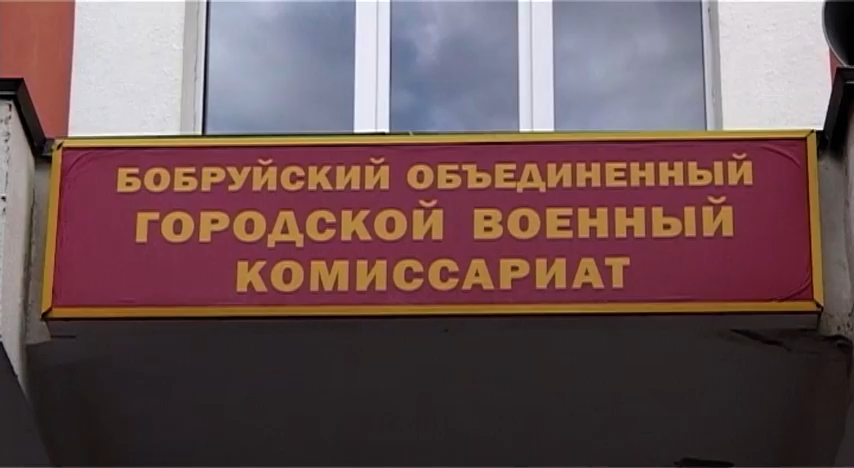 БОБРУЙСКИЙ ОБЪЕДИНЕННЫЙ
ГОРОДСКОЙ ВОЕННЫЙ
КОМИССАРИАТ